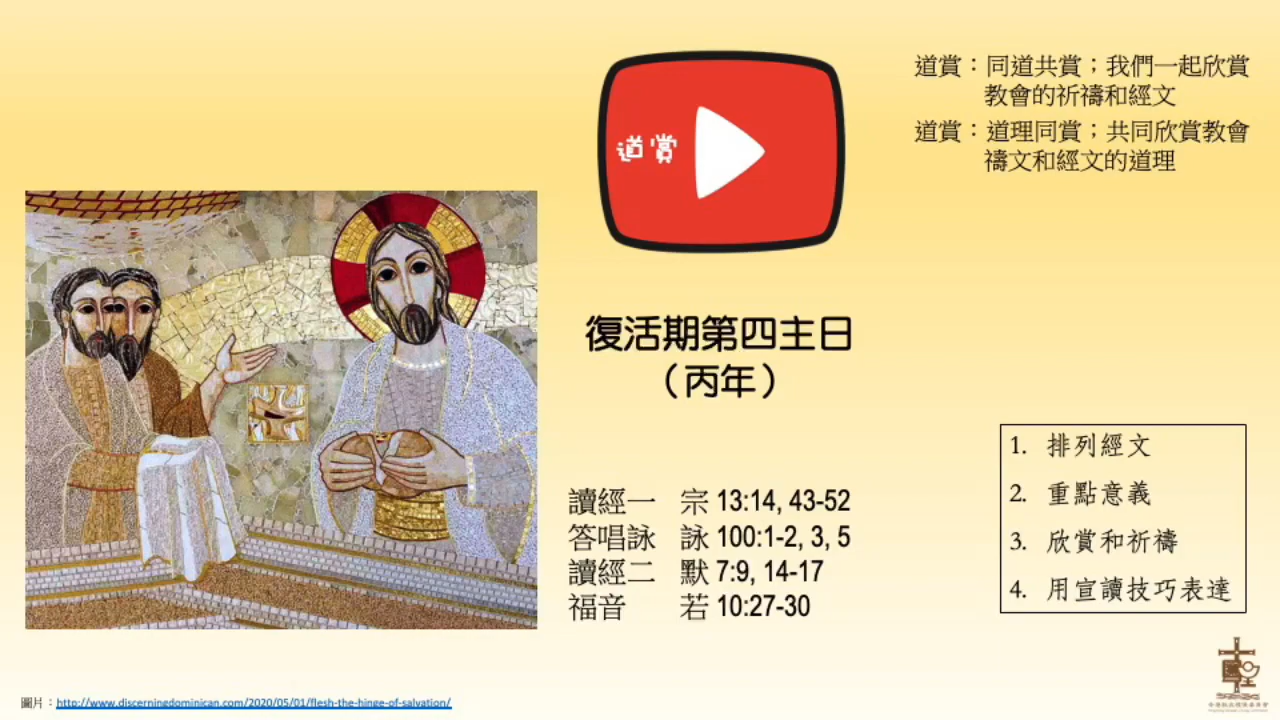 道賞：同道共賞；我們一起欣賞
教會的祈禱和經文
道賞：道理同賞；共同欣賞教會
禱文和經文的道理
道賞
復活期第四主日
（丙年）
讀經一 宗 13:14, 43-52
答唱詠 詠 100:1-2, 3, 5
讀經二 默 7:9, 14-17
福音 若 10:27-30
1. 排列經文
2. 重點意義
3. 欣賞和祈禱
4. 用宣讀技巧表達
圖片：http://www.discerningdominican.com/2020/05/01/flesh-the-hinge-of-salvation/